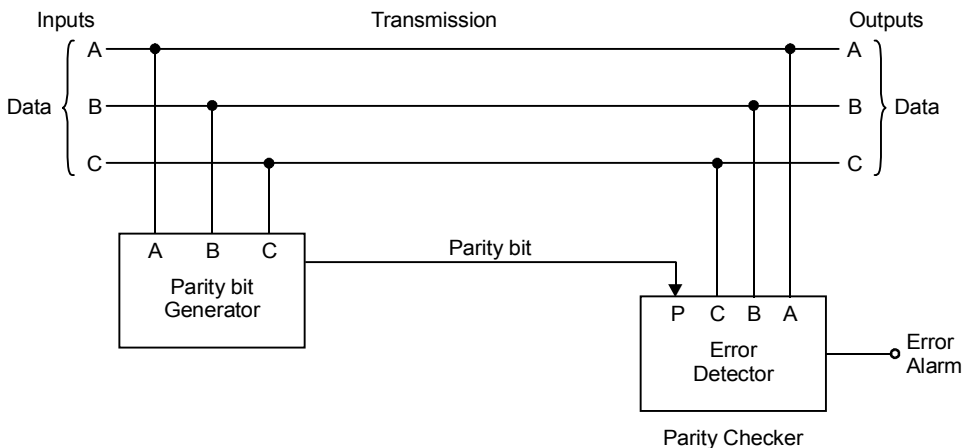 Inputs Transmission Outputs
A A
Data B B Data
C C
A B C
Parity bit
Parity bit
Generator
P C B A
Error
Detector
Error
Alarm
Parity Checker